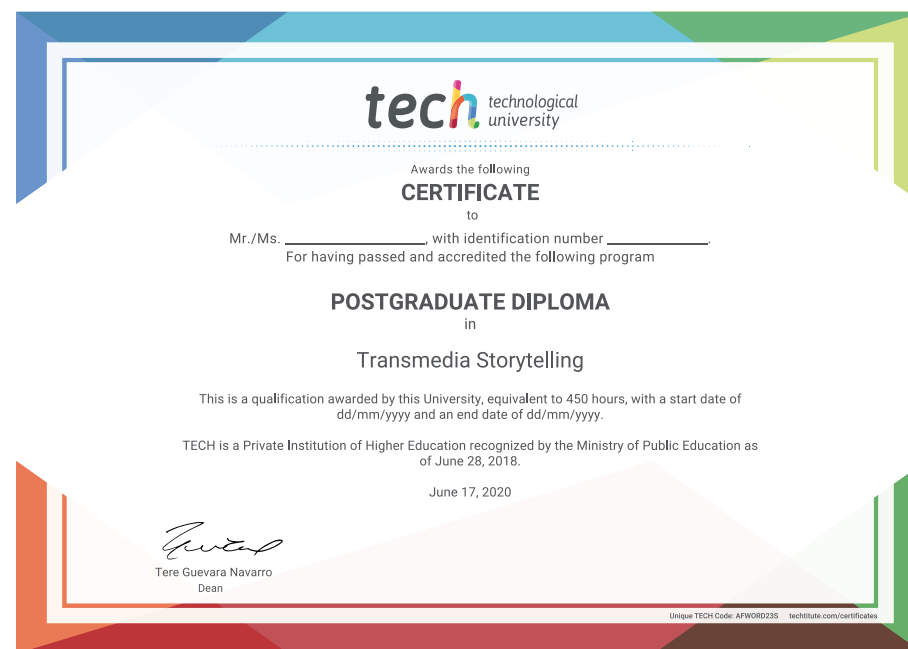 tech technological
university
Awards the following
CERTIFICATE
to
Mr./Ms. ____________________, with identification number ______________.
For having passed and accredited the following program
POSTGRADUATE DIPLOMA
in
Transmedia Storytelling
This is a qualification awarded by this University, equivalent to 450 hours, with a start date of
dd/mm/yyyy and an end date of dd/mm/yyyy.
TECH is a Private Institution of Higher Education recognized by the Ministry of Public Education as
of June 28, 2018.
June 17, 2020
Tere Guevara Navarro
Dean
Unique TECH Code: AFWORD23S techtitute.com/certificates